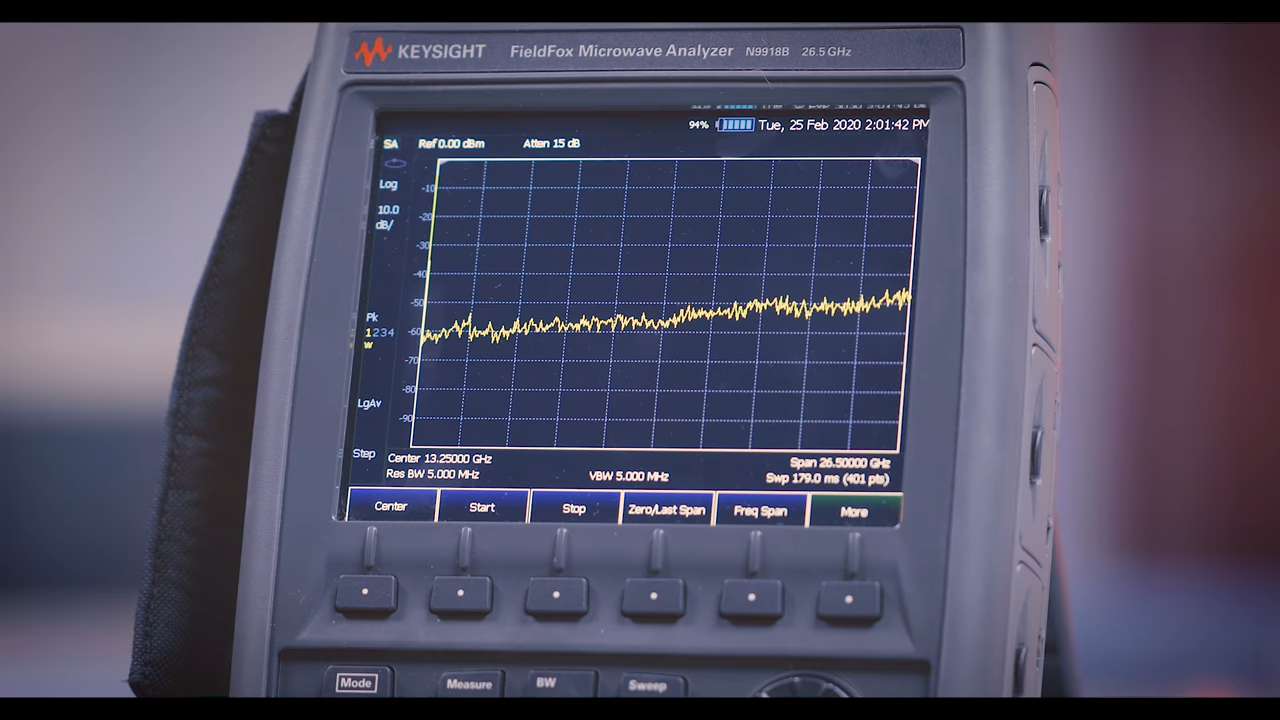 KEYSIGHT FieldFox Microwave Analyzer N9918B 26.5 GHz
94% Tue, 25 Feb 2020 2:01:42 PM
SA Ref 0.00 dBm Atten 15 dB
Log
10.0
dB/
-10
-20
-30
-40
-50
-60
-70
-80
-90
Pk
1234
W
LgAv
Step
Center 13.25000 GHz Span 26.50000 GHz
Res BW 5.000 MHz VBW 5.000 MHz Swp 179.0 ms (401 pts)
Center Start Stop Zero/Last Span Freq Span More
Mode Measure BW Sweep